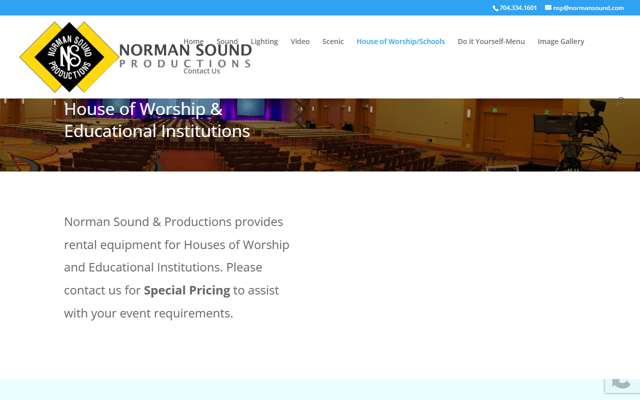 704.334.1601 nsp@normansound.com
NORMAN SOUND
PRODUCTIONS
NS
NORMAN SOUND
PRODUCTIONS
Home Sound Lighting Video Scenic House of Worship/Schools Do it Yourself-Menu Image Gallery
Contact Us
House of Worship &
Educational Institutions
Norman Sound & Productions provides
rental equipment for Houses of Worship
and Educational Institutions. Please
contact us for Special Pricing to assist
with your event requirements.